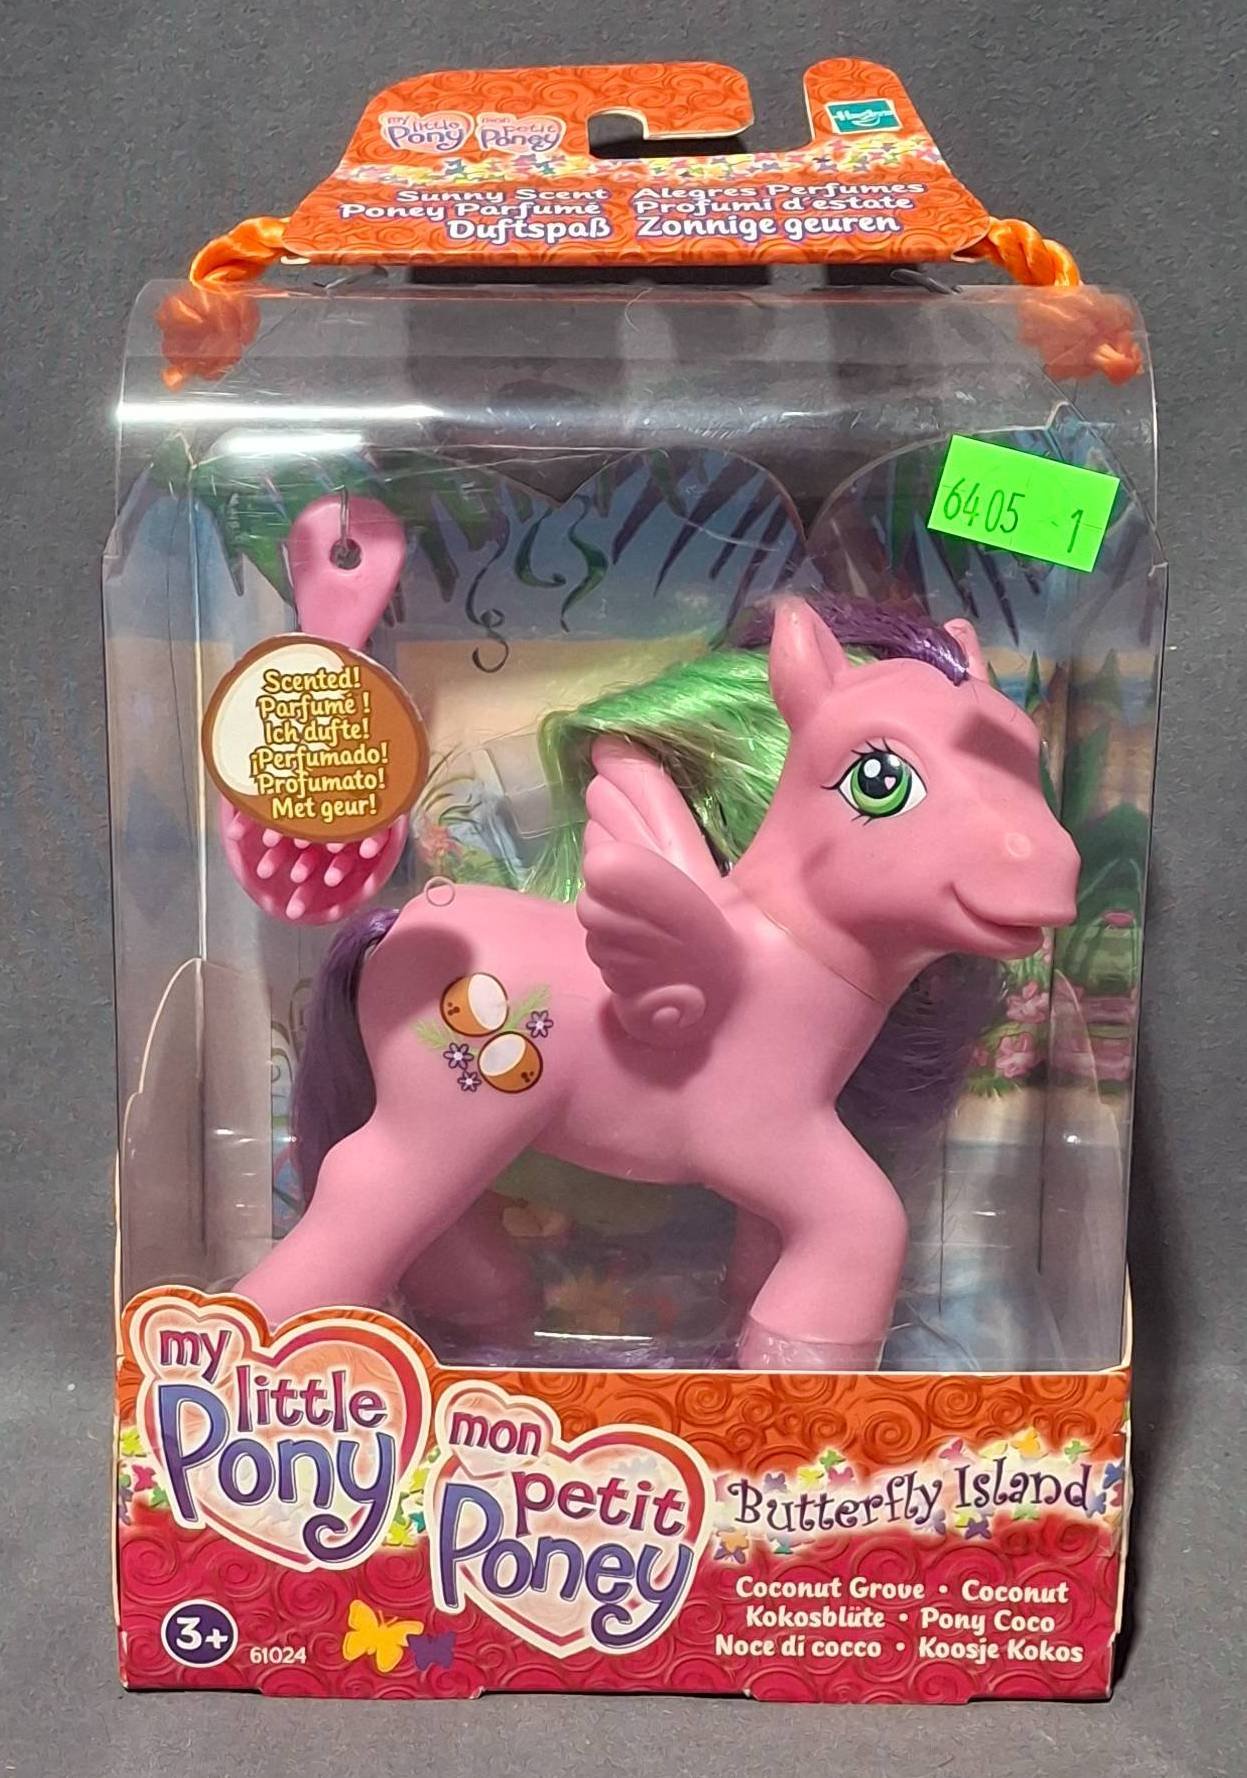 my little Pony
mon petit Poney
Hasbro
Sunny Scent Alegres Perfumes
Poney Parfumé Profumi d'estate
Duftspaß Zonnige geuren
6405 1
Scented!
Parfumé !
Ich dufte!
¡Perfumado!
Profumato!
Met geur!
my
little
Pony
mon
petit
Poney
Butterfly Island
Coconut Grove • Coconut
Kokosblüte • Pony Coco
Noce di cocco • Koosje Kokos
3+
61024